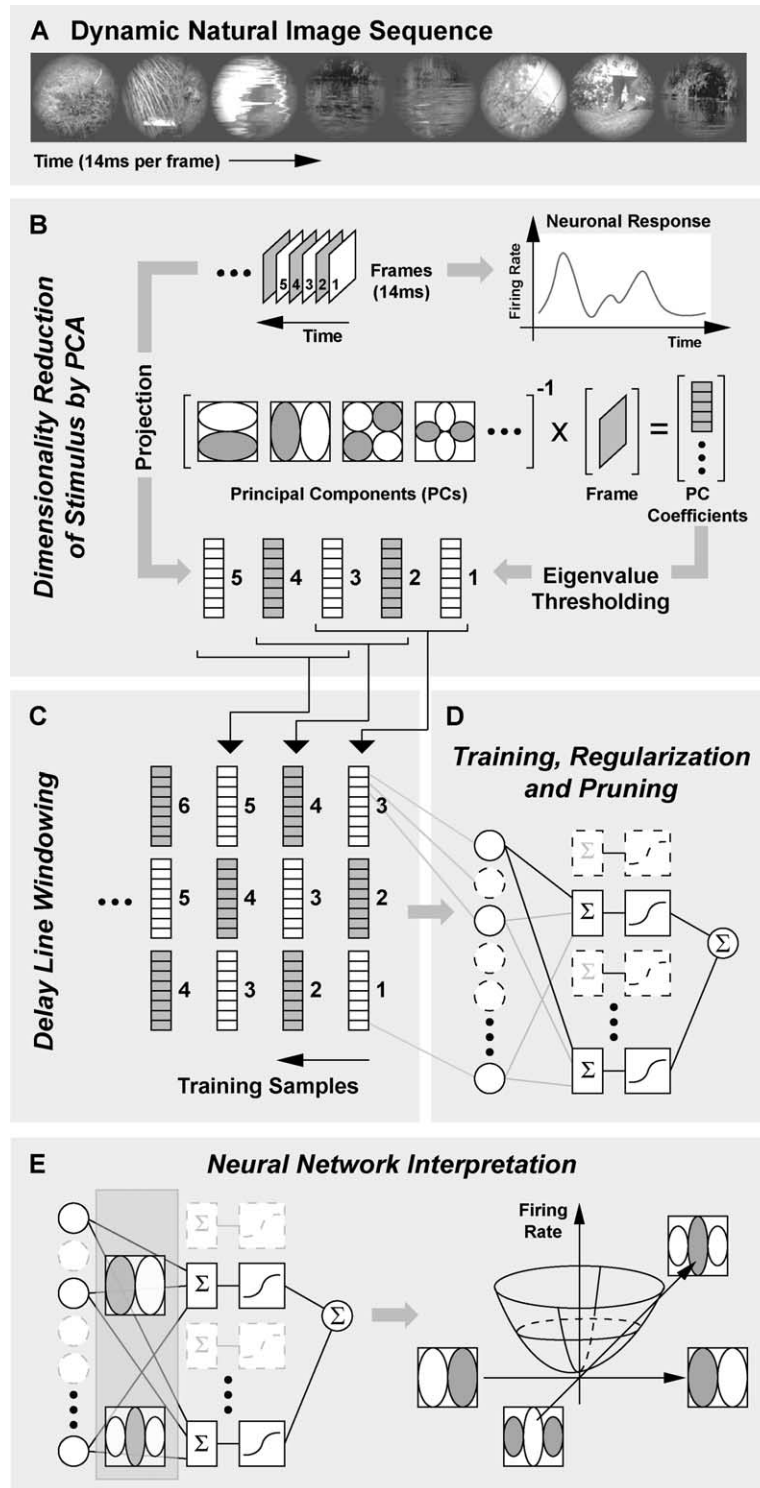 A Dynamic Natural Image Sequence
Time (14ms per frame)
B
Dimensionality Reduction
of Stimulus by PCA
Projection
5 4 3 2 1
Frames
(14ms)
Time
Neuronal Response
Firing Rate
Time
-1
X
=
Principal Components (PCs)
Frame
PC
Coefficients
5 4 3 2 1
Eigenvalue
Thresholding
C
Delay Line Windowing
6 5 4 3
5 4 3 2
4 3 2 1
Training Samples
D
Training, Regularization
and Pruning
Σ
Σ
Σ
Σ
Σ
E Neural Network Interpretation
Σ
Σ
Σ
Σ
Σ
Firing
Rate